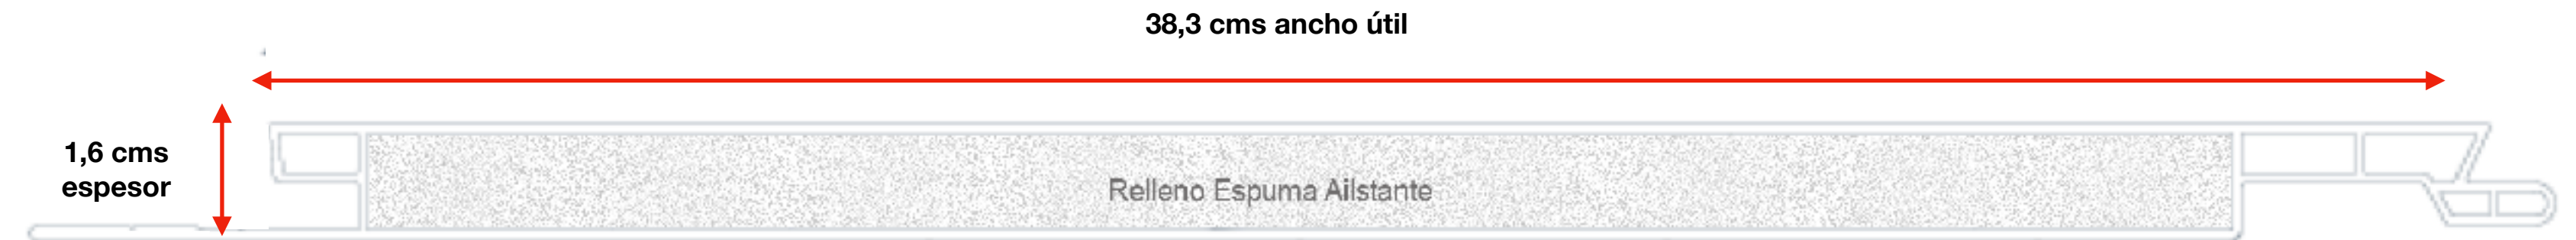 38,3 cms ancho útil
1,6 cms
espesor
Relleno Espuma Ailstante